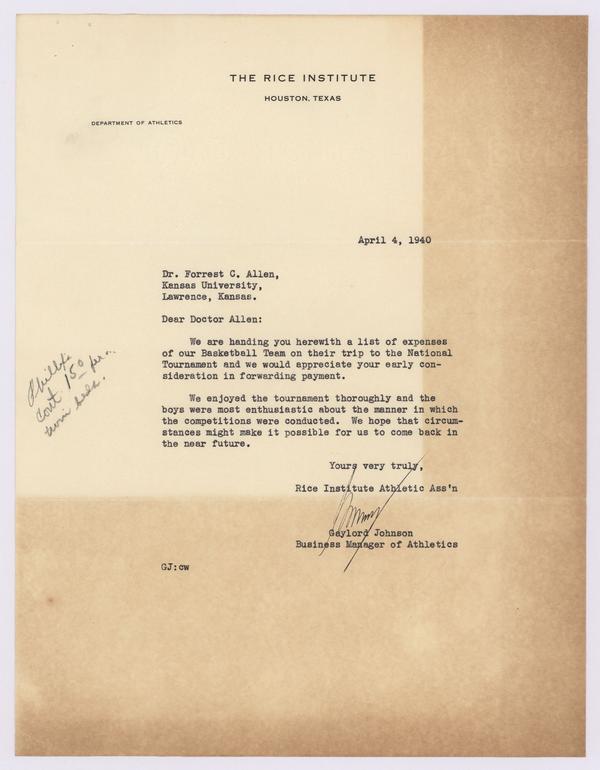 THE RICE INSTITUTE
HOUSTON, TEXAS
DEPARTMENT OF ATHLETICS
April 4, 1940
Dr. Forrest C. Allen,
Kansas University,
Lawrence, Kansas.
Dear Doctor Allen:
We are handing you herewith a list of expenses
of our Basketball Team on their trip to the National
Tournament and we would appreciate your early con-
sideration in forwarding payment.
We enjoyed the tournament thoroughly and the
boys were most enthusiastic about the manner in which
the competitions were conducted. We hope that circum-
stances might make it possible for us to come back in
the near future.
Yours very truly,
Rice Institute Athletic Ass'n
Gaylord Johnson
Business Manager of Athletics
GJ:cw